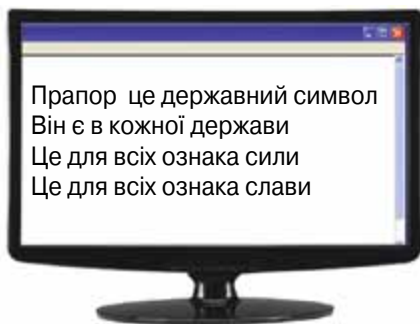 Прапор це державний символ
Він є в кожної держави
Це для всіх ознака сили
Це для всіх ознака слави